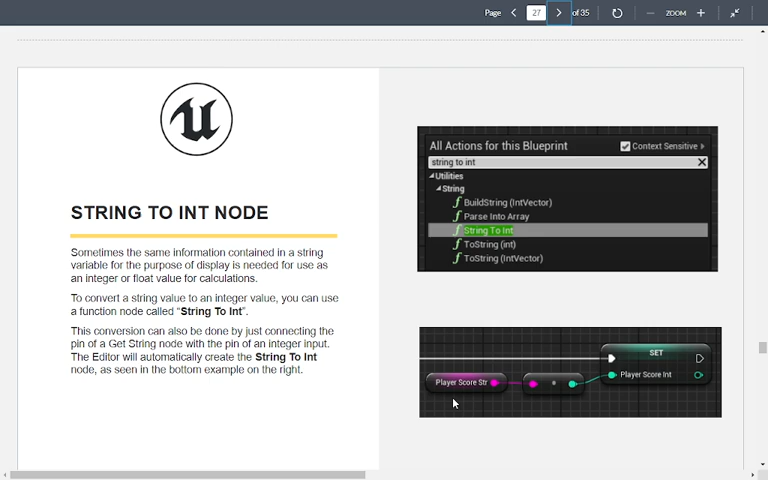 Page 27 of 35 ZOOM
STRING TO INT NODE
Sometimes the same information contained in a string
variable for the purpose of display is needed for use as
an integer or float value for calculations.
To convert a string value to an integer value, you can use
a function node called “String To Int”.
This conversion can also be done by just connecting the
pin of a Get String node with the pin of an integer input.
The Editor will automatically create the String To Int
node, as seen in the bottom example on the right.
All Actions for this Blueprint Context Sensitive
string to int
Utilities
String
BuildString (IntVector)
Parse Into Array
String To Int
ToString (int)
ToString (IntVector)
SET
Player Score Str
Player Score Int